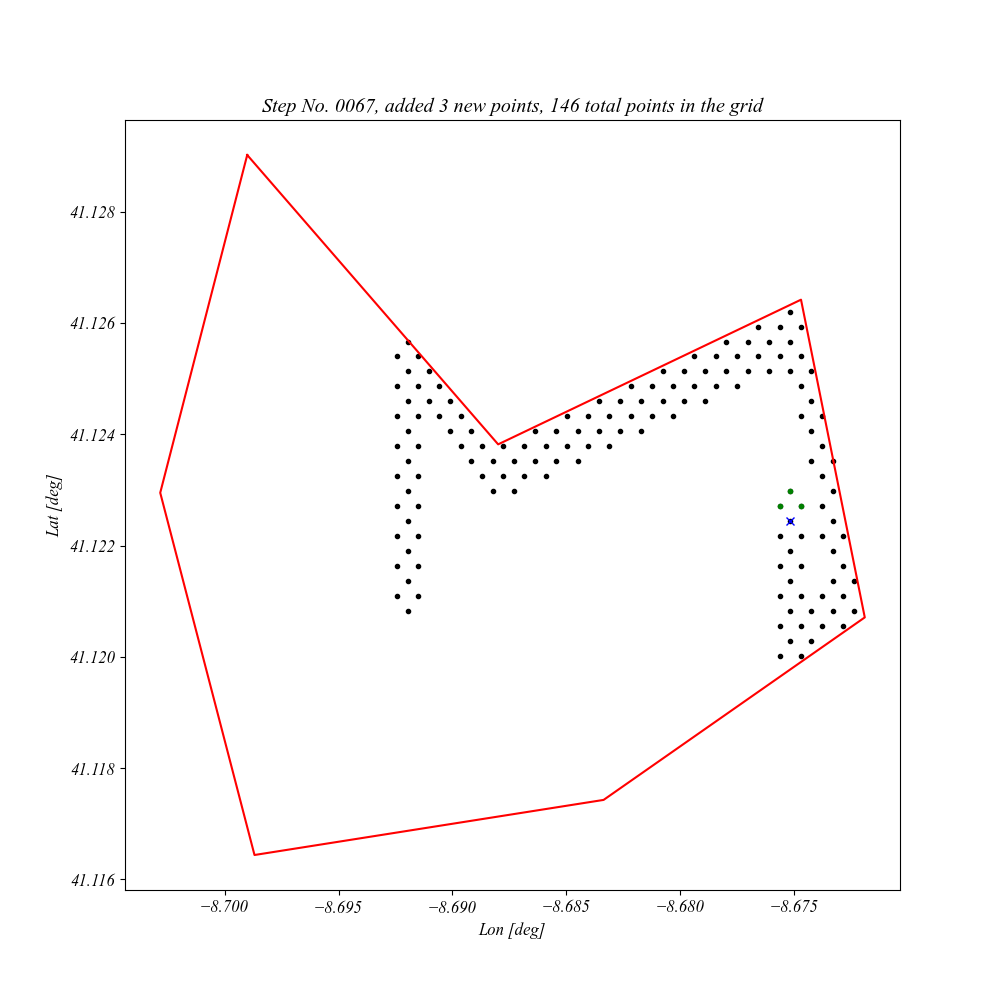 Step No. 0067, added 3 new points, 146 total points in the grid
41.128
41.126
41.124
41.122
41.120
41.118
41.116
Lat [deg]
−8.700 −8.695 −8.690 −8.685 −8.680 −8.675
Lon [deg]